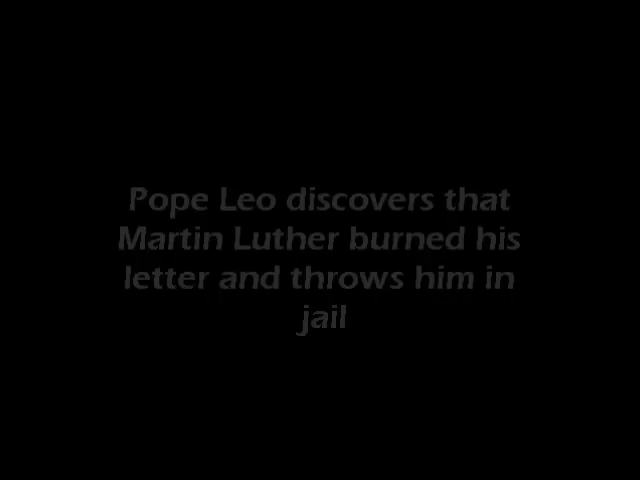 Pope Leo discovers that
Martin Luther burned his
letter and throws him in
jail